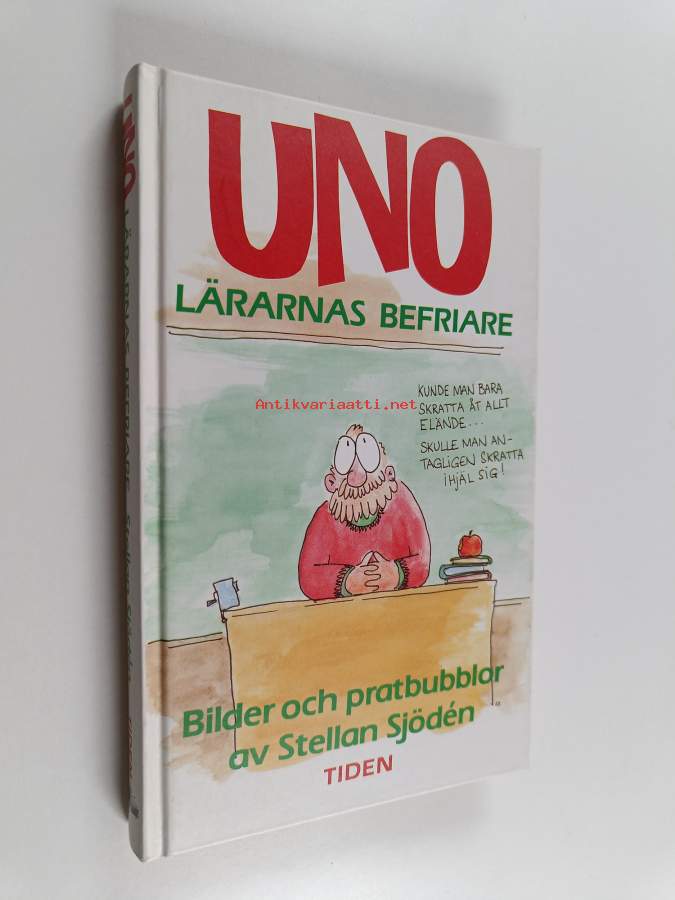 UNO
LÄRARNAS BEFRIARE
KUNDE MAN BARA
SKRATTA ÅT ALLT
ELÄNDE...
SKULLE MAN AN-
TAGLIGEN SKRATTA
IHJÄL SIG!
Antikvariaatti.net
Bilder och pratbubblor
av Stellan Sjödén
TIDEN
UNO LÄRARNAS BEFRIARE Stellan Sjödén TIDEN